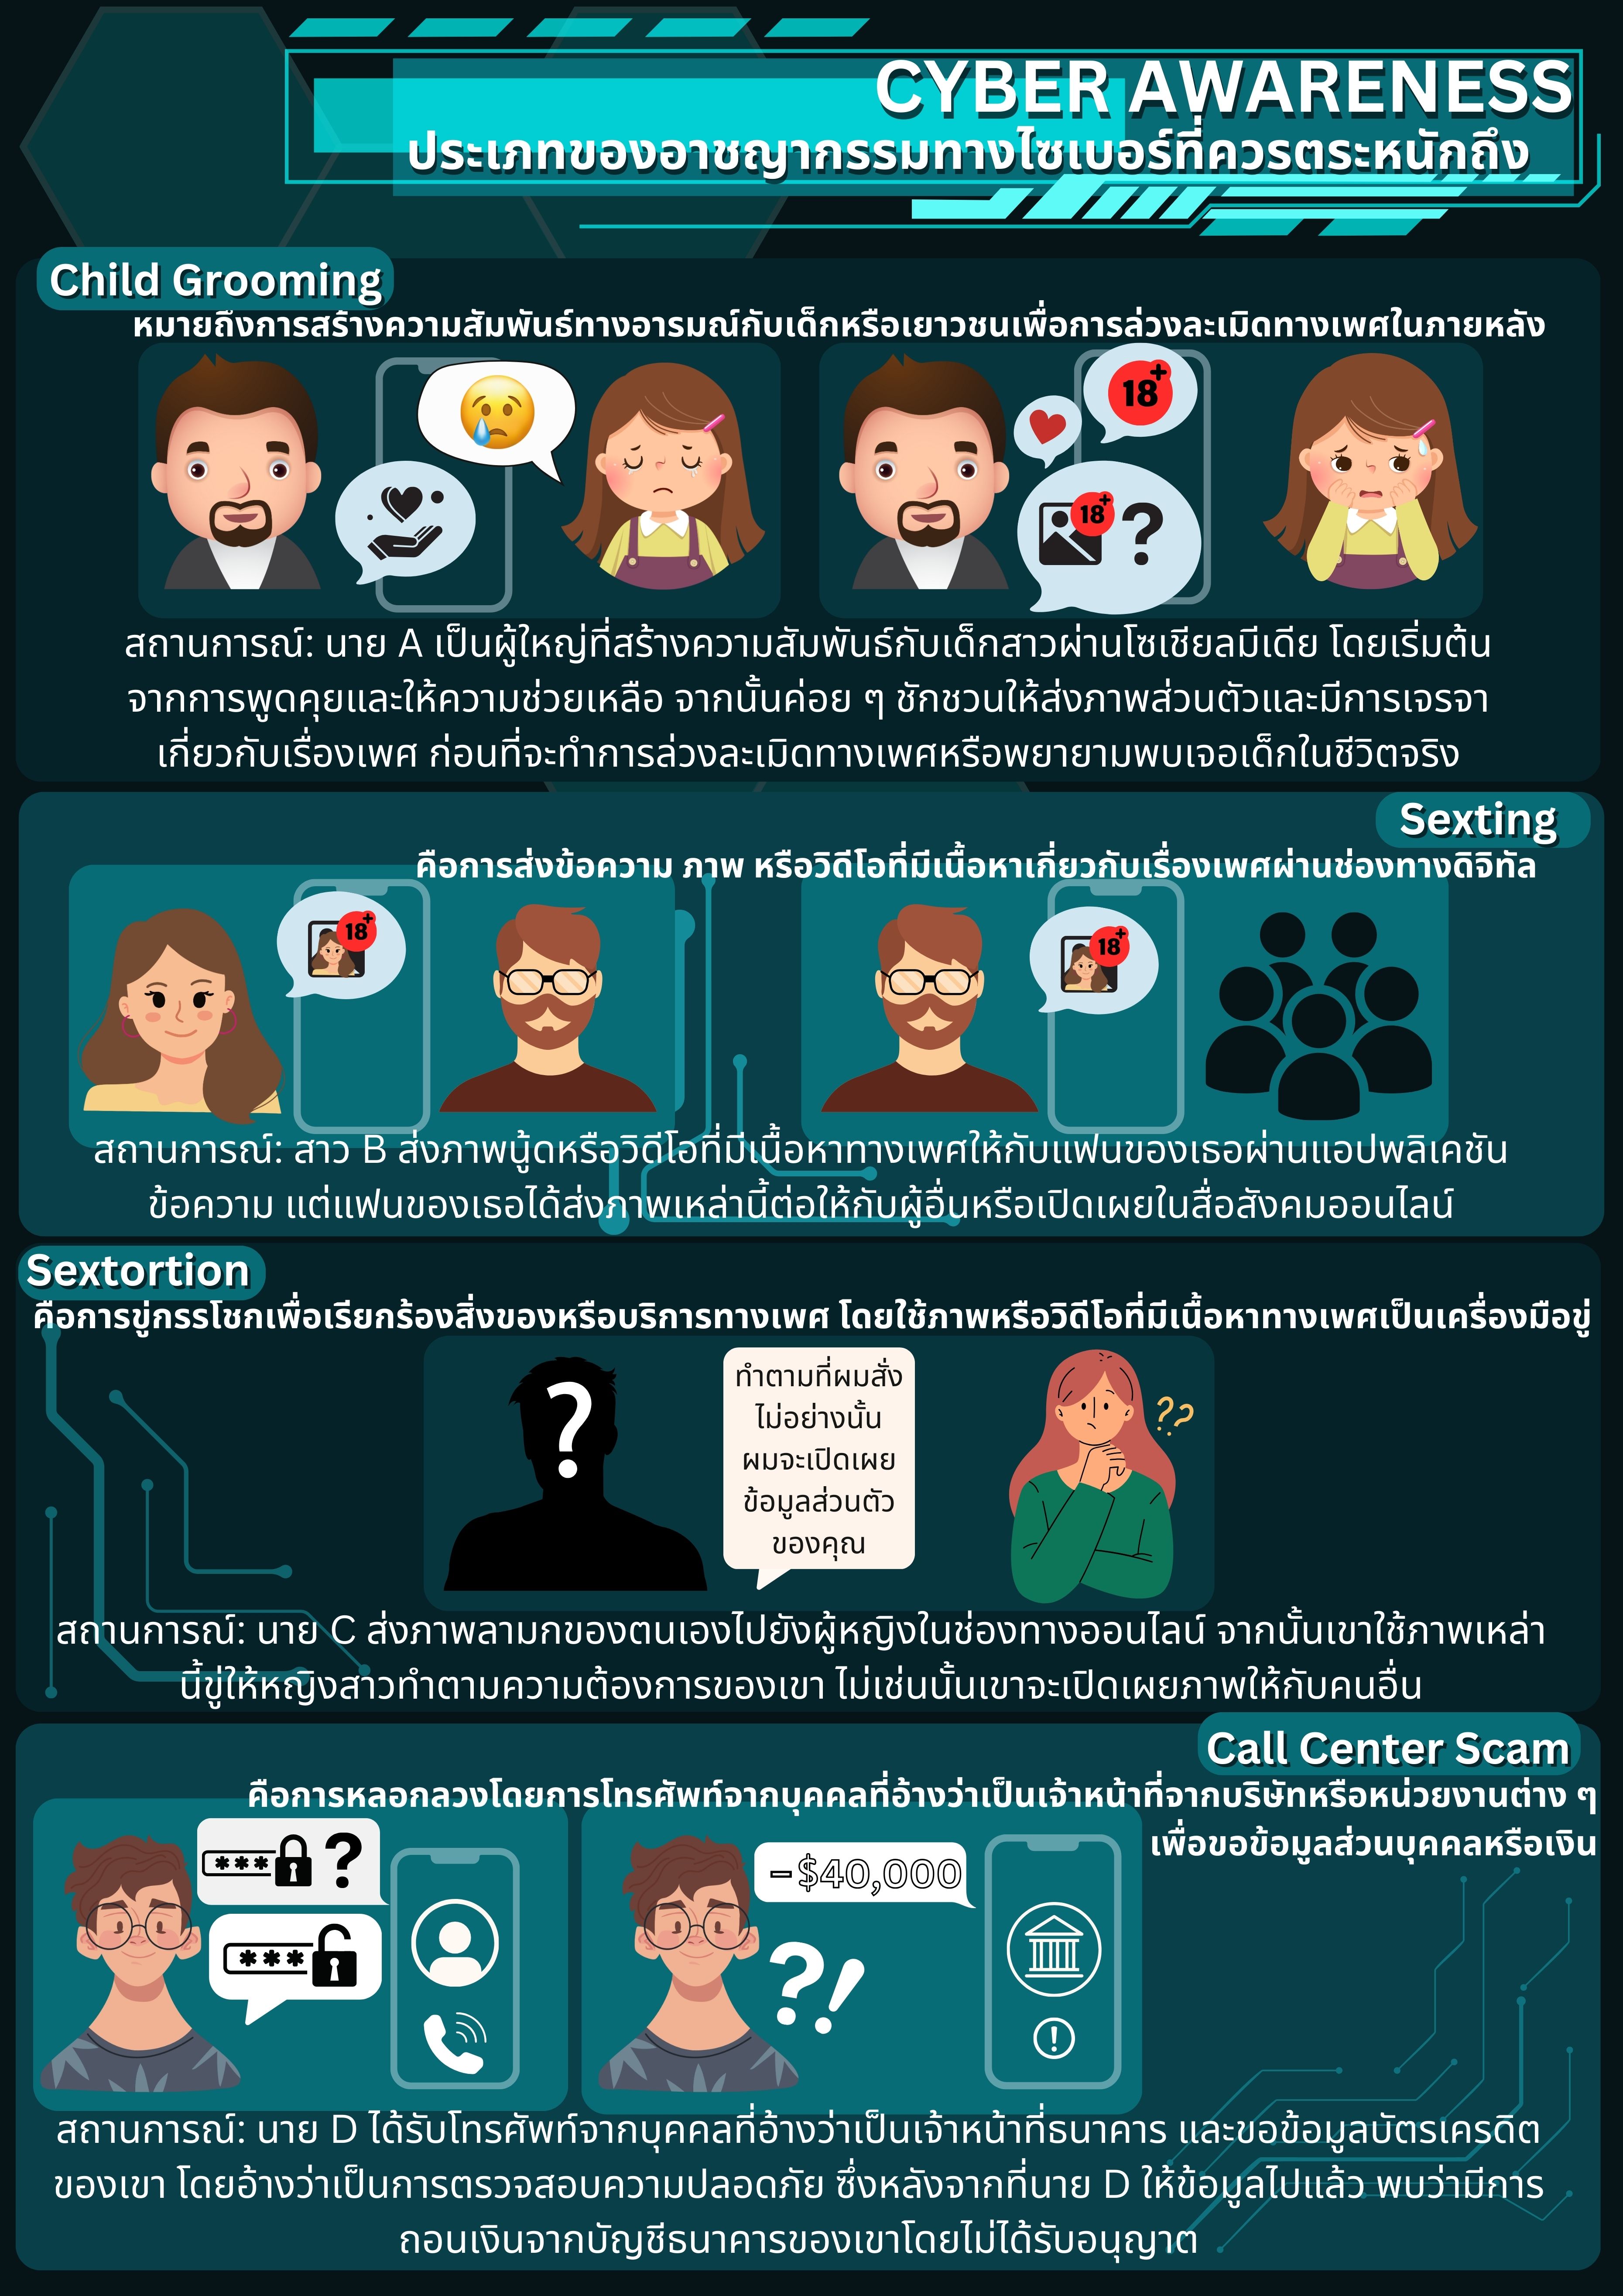 CYBER AWARENESS
ประเภทของอาชญากรรมทางไซเบอร์ที่ควรตระหนักถึง
Child Grooming
หมายถึงการสร้างความสัมพันธ์ทางอารมณ์กับเด็กหรือเยาวชนเพื่อการล่วงละเมิดทางเพศในภายหลัง
18+
18+ ?
สถานการณ์: นาย A เป็นผู้ใหญ่ที่สร้างความสัมพันธ์กับเด็กสาวผ่านโซเชียลมีเดีย โดยเริ่มต้น
จากการพูดคุยและให้ความช่วยเหลือ จากนั้นค่อย ๆ ชักชวนให้ส่งภาพส่วนตัวและมีการเจรจา
เกี่ยวกับเรื่องเพศ ก่อนที่จะทำการล่วงละเมิดทางเพศหรือพยายามพบเจอเด็กในชีวิตจริง
Sexting
คือการส่งข้อความ ภาพ หรือวิดีโอที่มีเนื้อหาเกี่ยวกับเรื่องเพศผ่านช่องทางดิจิทัล
18+
18+
สถานการณ์: สาว B ส่งภาพนู้ดหรือวิดีโอที่มีเนื้อหาทางเพศให้กับแฟนของเธอผ่านแอปพลิเคชัน
ข้อความ แต่แฟนของเธอได้ส่งภาพเหล่านี้ต่อให้กับผู้อื่นหรือเปิดเผยในสื่อสังคมออนไลน์
Sextortion
คือการขู่กรรโชกเพื่อเรียกร้องสิ่งของหรือบริการทางเพศ โดยใช้ภาพหรือวิดีโอที่มีเนื้อหาทางเพศเป็นเครื่องมือขู่
?
ทำตามที่ผมสั่ง
ไม่อย่างนั้น
ผมจะเปิดเผย
ข้อมูลส่วนตัว
ของคุณ
??
สถานการณ์: นาย C ส่งภาพลามกของตนเองไปยังผู้หญิงในช่องทางออนไลน์ จากนั้นเขาใช้ภาพเหล่า
นี้ขู่ให้หญิงสาวทำตามความต้องการของเขา ไม่เช่นนั้นเขาจะเปิดเผยภาพให้กับคนอื่น
Call Center Scam
คือการหลอกลวงโดยการโทรศัพท์จากบุคคลที่อ้างว่าเป็นเจ้าหน้าที่จากบริษัทหรือหน่วยงานต่าง ๆ
เพื่อขอข้อมูลส่วนบุคคลหรือเงิน
*** ?
***
-$40,000
?!
!
สถานการณ์: นาย D ได้รับโทรศัพท์จากบุคคลที่อ้างว่าเป็นเจ้าหน้าที่ธนาคาร และขอข้อมูลบัตรเครดิต
ของเขา โดยอ้างว่าเป็นการตรวจสอบความปลอดภัย ซึ่งหลังจากที่นาย D ให้ข้อมูลไปแล้ว พบว่ามีการ
ถอนเงินจากบัญชีธนาคารของเขาโดยไม่ได้รับอนุญาต